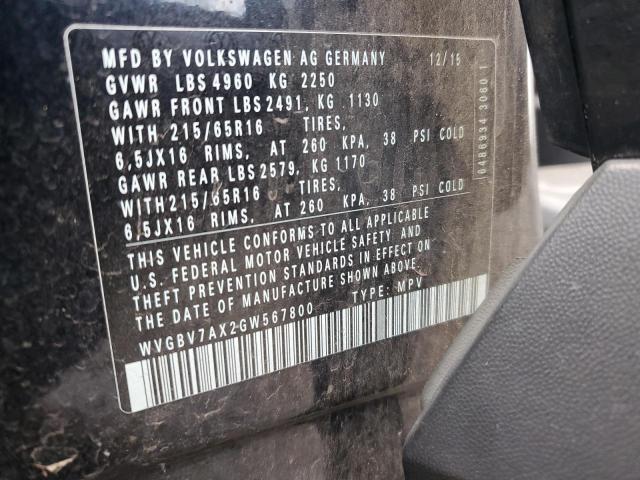 MFD BY VOLKSWAGEN AG GERMANY 12/15
GVWR LBS 4960 KG 2250
GAWR FRONT LBS 2491, KG 1130
WITH 215/65R16 TIRES,
6,5JX16 RIMS, AT 260 KPA, 38 PSI COLD
GAWR REAR LBS 2579, KG 1170
WITH 215/65R16 TIRES,
6,5JX16 RIMS, AT 260 KPA, 38 PSI COLD
THIS VEHICLE CONFORMS TO ALL APPLICABLE
U.S. FEDERAL MOTOR VEHICLE SAFETY AND
THEFT PREVENTION STANDARDS IN EFFECT ON
THE DATE OF MANUFACTURE SHOWN ABOVE.
WVGBV7AX2GW567800 TYPE: MPV
6486934 30601